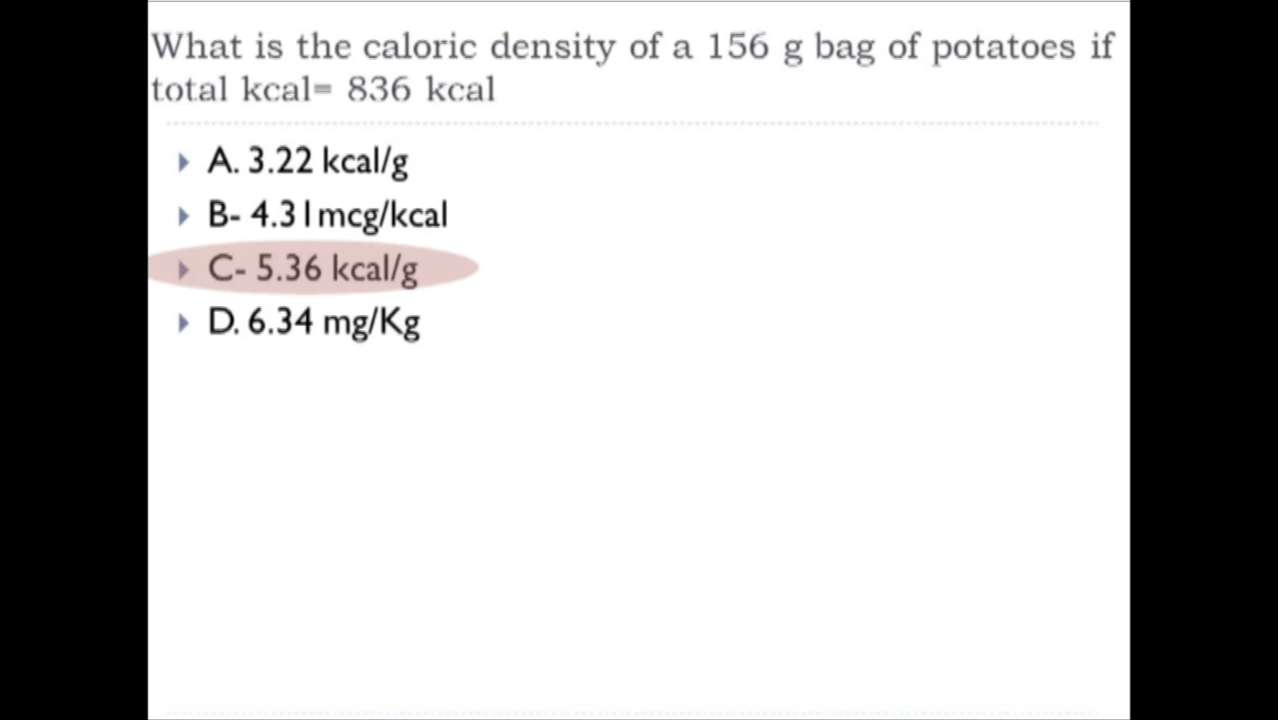 What is the caloric density of a 156 g bag of potatoes if
total kcal= 836 kcal
A. 3.22 kcal/g
B- 4.31mcg/kcal
C- 5.36 kcal/g
D. 6.34 mg/Kg